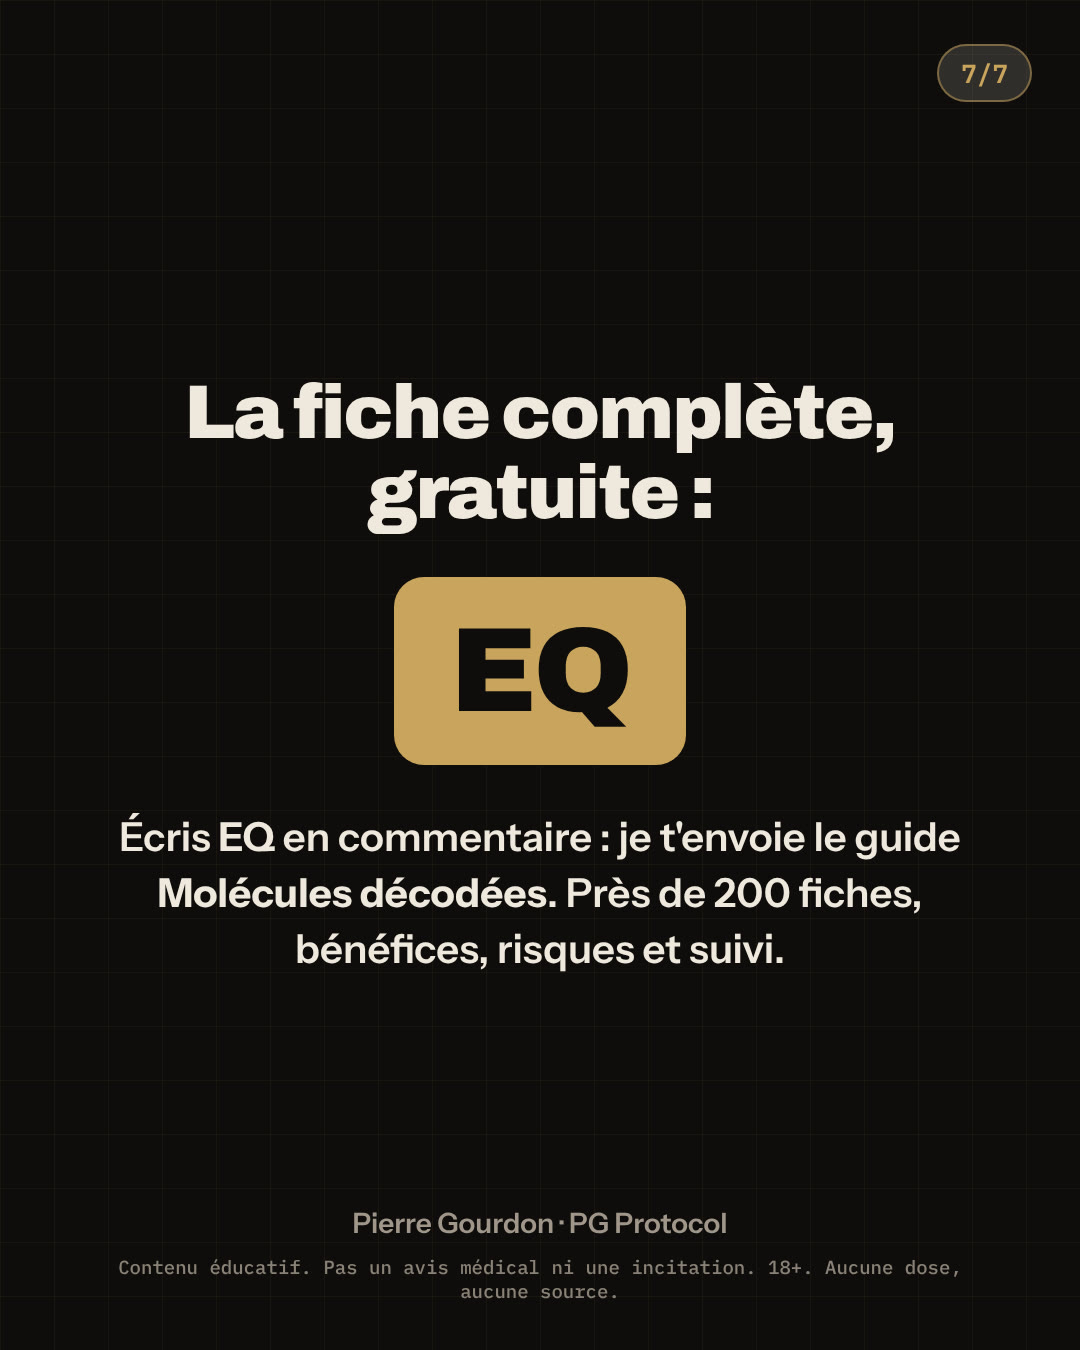 7/7
La fiche complète,
gratuite :
EQ
Écris EQ en commentaire : je t'envoie le guide
Molécules décodées. Près de 200 fiches,
bénéfices, risques et suivi.
Pierre Gourdon · PG Protocol
Contenu éducatif. Pas un avis médical ni une incitation. 18+. Aucune dose,
aucune source.